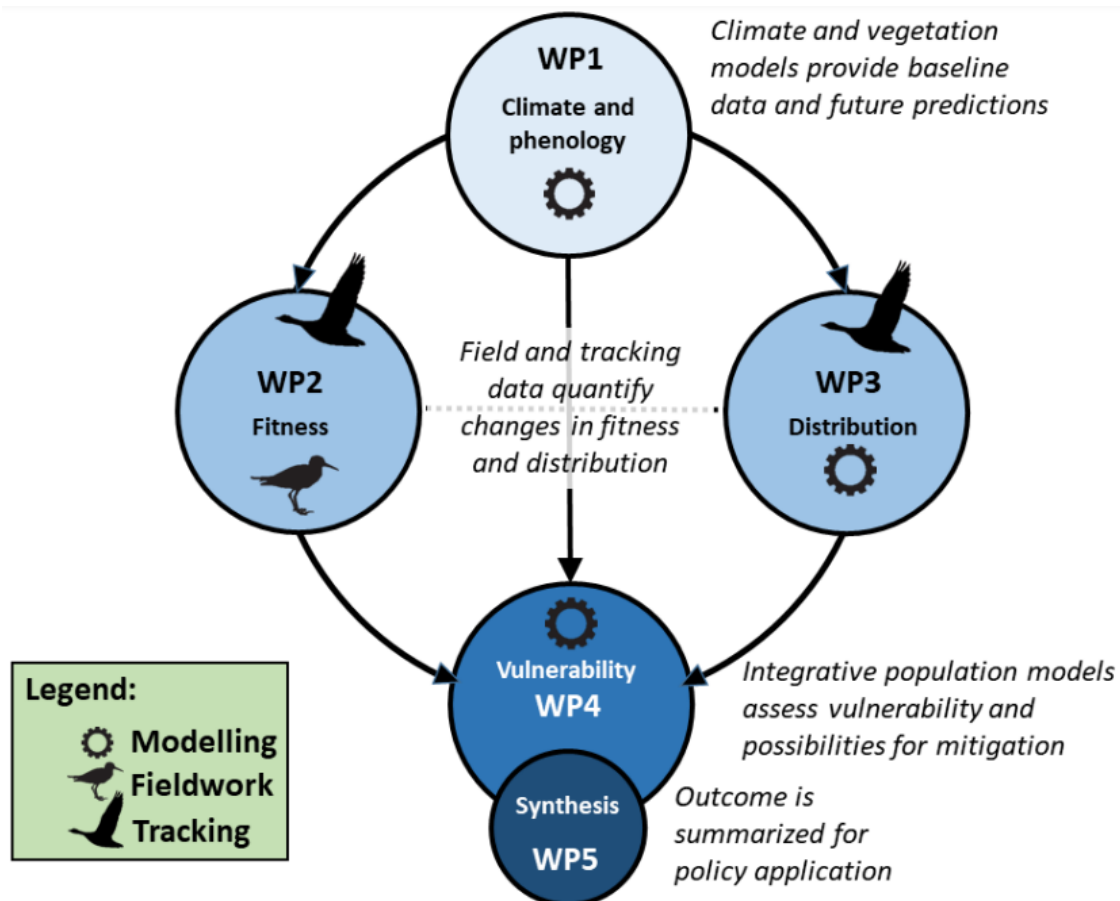 WP1
Climate and
phenology
Climate and vegetation
models provide baseline
data and future predictions
WP2
Fitness
Field and tracking
data quantify
changes in fitness
and distribution
WP3
Distribution
Vulnerability
WP4
Integrative population models
assess vulnerability and
possibilities for mitigation
Synthesis
WP5
Outcome is
summarized for
policy application
Legend:
Modelling
Fieldwork
Tracking